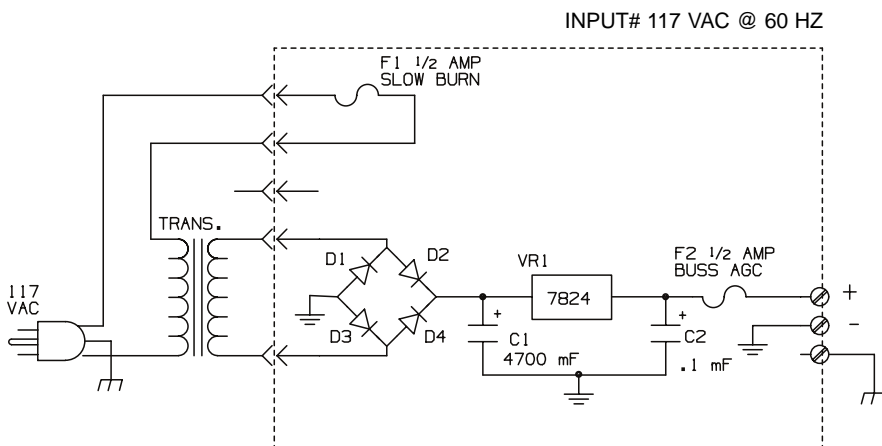 INPUT# 117 VAC @ 60 HZ
F1 1/2 AMP
SLOW BURN
TRANS.
D1
D2
VR1
F2 1/2 AMP
BUSS AGC
117
VAC
7824
+
-
D3
D4
+
C1
4700 mF
+
C2
.1 mF